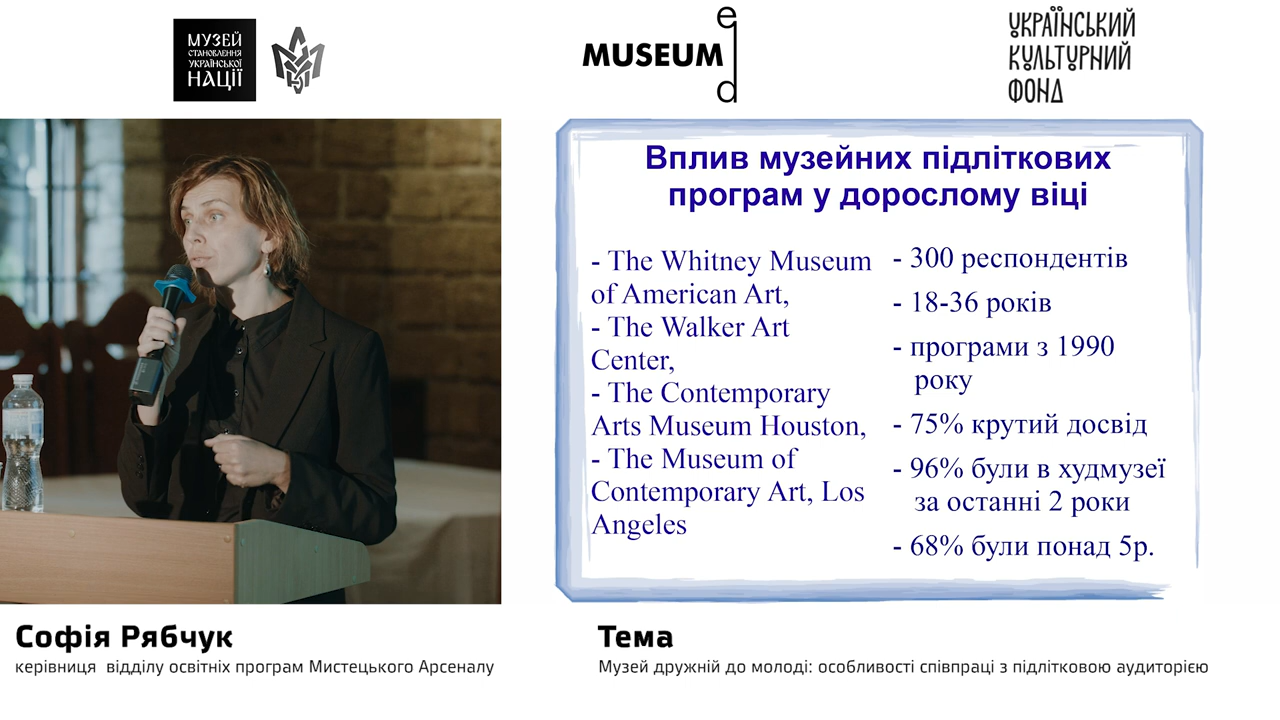 МУЗЕЙ
СТАНОВЛЕННЯ
УКРАЇНСЬКОЇ
НАЦІЇ
MUSEUM
ed
УКРАЇНСЬКИЙ
КУЛЬТУРНИЙ
ФОНД
Вплив музейних підліткових
програм у дорослому віці
- The Whitney Museum
of American Art,
- The Walker Art
Center,
- The Contemporary
Arts Museum Houston,
- The Museum of
Contemporary Art, Los
Angeles
- 300 респондентів
- 18-36 років
- програми з 1990
року
- 75% крутий досвід
- 96% були в худмузеї
за останні 2 роки
- 68% були понад 5р.
Софія Рябчук
керівниця відділу освітніх програм Мистецького Арсеналу
Тема
Музей дружній до молоді: особливості співпраці з підлітковою аудиторією